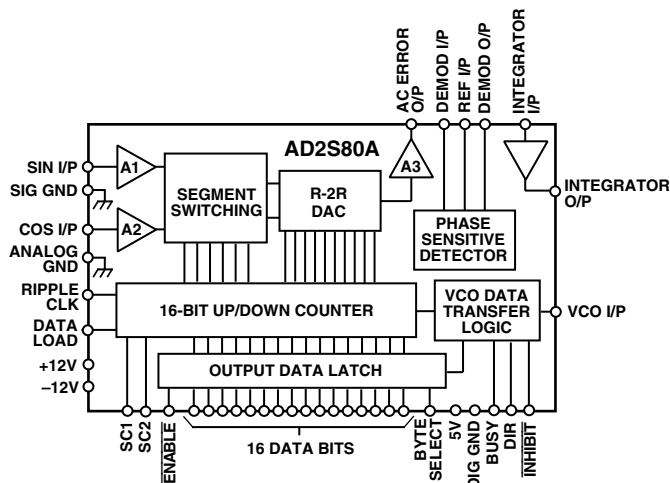 AC ERROR
O/P
DEMOD I/P
REF I/P
DEMOD O/P
INTEGRATOR
I/P
AD2S80A
SIN I/P
A1
SIG GND
SEGMENT
SWITCHING
R-2R
DAC
A3
INTEGRATOR
O/P
COS I/P
A2
PHASE
SENSITIVE
DETECTOR
ANALOG
GND
RIPPLE
CLK
16-BIT UP/DOWN COUNTER
VCO DATA
TRANSFER
LOGIC
VCO I/P
DATA
LOAD
OUTPUT DATA LATCH
+12V
–12V
SC1
SC2
ENABLE
16 DATA BITS
BYTE
SELECT
5V
DIG GND
BUSY
DIR
INHIBIT